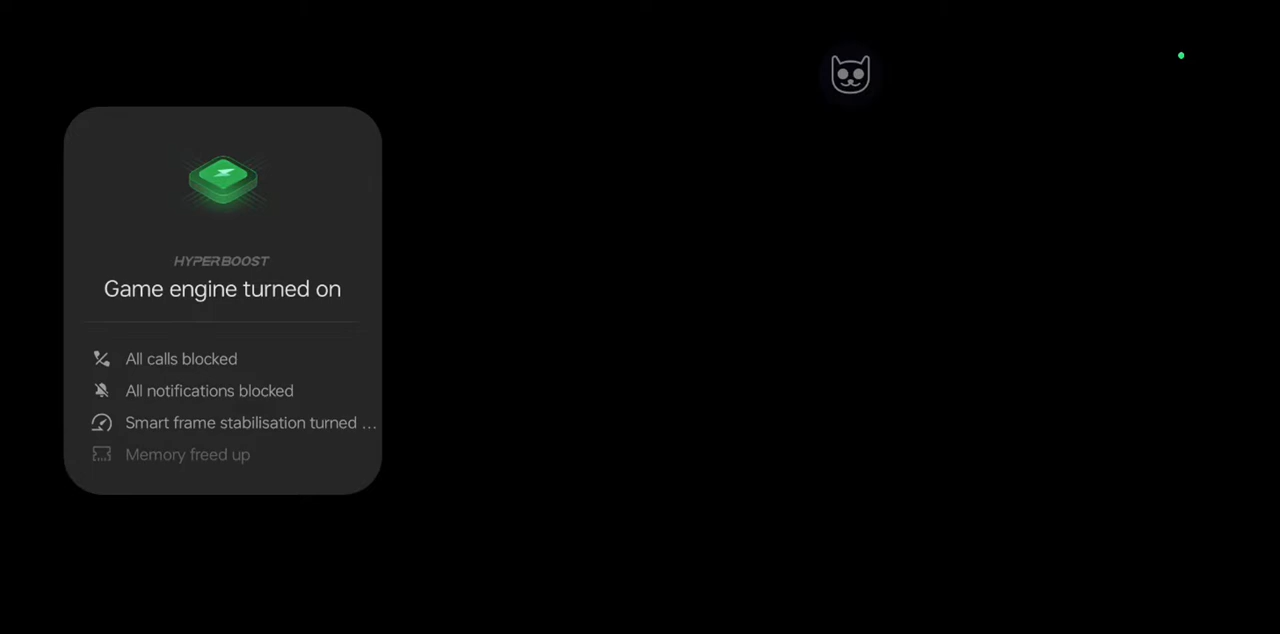 HYPERBOOST
Game engine turned on
All calls blocked
All notifications blocked
Smart frame stabilisation turned ...
Memory freed up